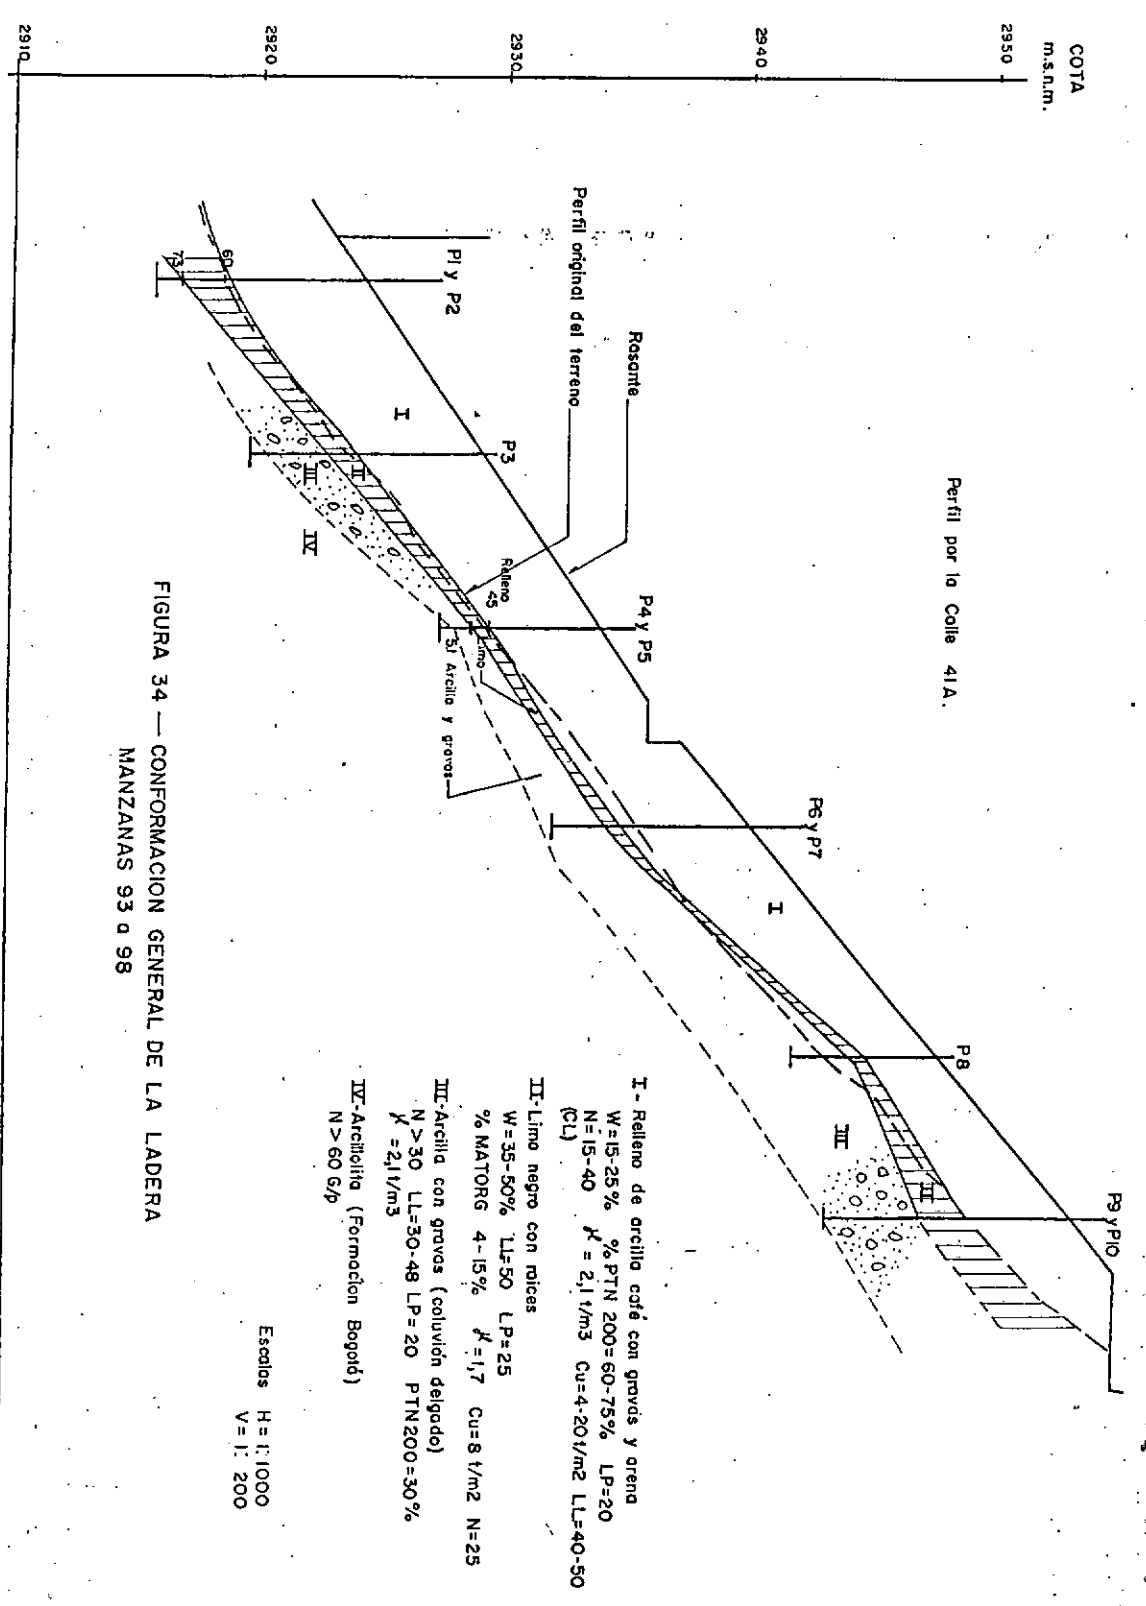 COTA
m.s.n.m.
2950
2940
2930
2920
2910
Perfil por la Calle 41A.
Rasante
Perfil original del terreno
P1 y P2
P3
P4 y P5
P6 y P7
P8
P9 y P10
60
73
I
II
III
IV
Relleno
45
Limo
5.1 Arcilla y gravas
I
III
II
I- Relleno de arcilla café con gravas y arena
W=15-25% %PTN 200=60-75% LP=20
N=15-40 γ=2,1 t/m3 Cu=4-20 t/m2 LL=40-50
(CL)
II-Limo negro con raices
W=35-50% LL=50 LP=25
% MATORG 4-15% γ=1,7 Cu=8 t/m2 N=25
III-Arcilla con gravas (coluvión delgado)
N>30 LL=30-48 LP=20 PTN200=30%
γ=2,1 t/m3
IV-Arcillolita (Formación Bogotá)
N>60 G/p
Escalas H=1:1000
V=1: 200
FIGURA 34 — CONFORMACION GENERAL DE LA LADERA
MANZANAS 93 a 98